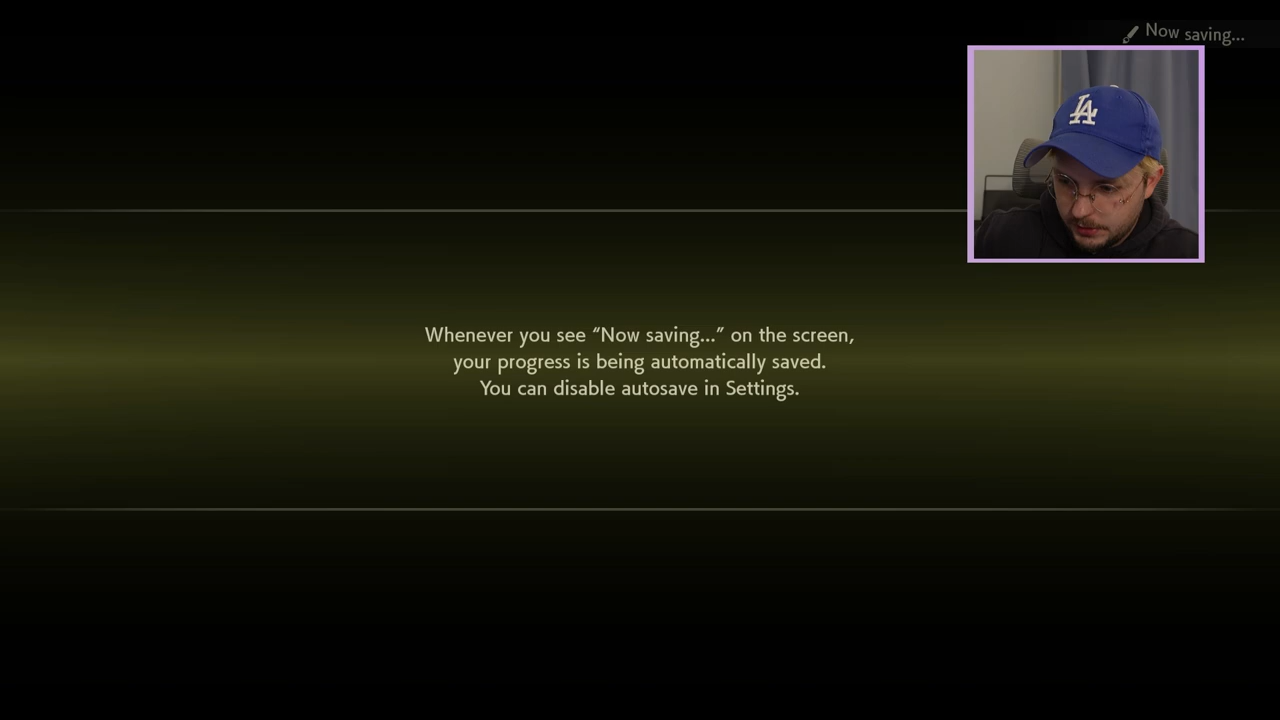 Now saving...
LA
Whenever you see “Now saving...” on the screen,
your progress is being automatically saved.
You can disable autosave in Settings.